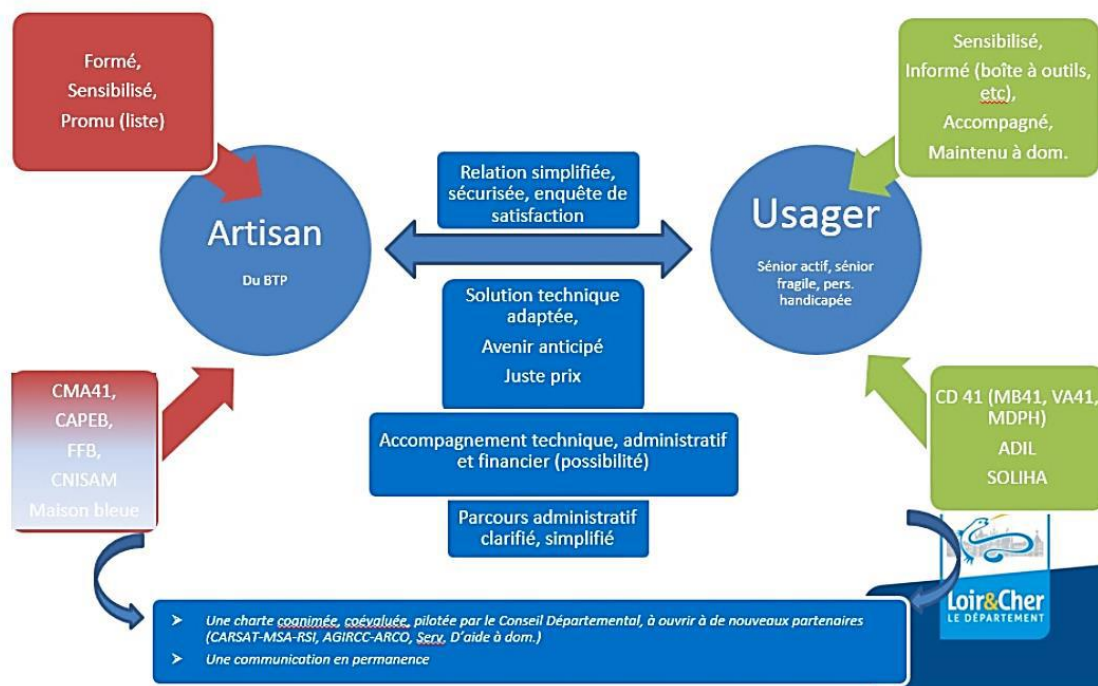 Formé,
Sensibilisé,
Promu (liste)
Sensibilisé,
Informé (boîte à outils,
etc),
Accompagné,
Maintenu à dom.
Artisan
Du BTP
Relation simplifiée,
sécurisée, enquête de
satisfaction
Usager
Sénior actif, sénior
fragile, pers.
handicapée
Solution technique
adaptée,
Avenir anticipé
Juste prix
CMA41,
CAPEB,
FFB,
CNISAM
Maison bleue
Accompagnement technique, administratif
et financier (possibilité)
Parcours administratif
clarifié, simplifié
CD 41 (MB41, VA41,
MDPH)
ADIL
SOLIHA
➤ Une charte coanimée, coévaluée, pilotée par le Conseil Départemental, à ouvrir à de nouveaux partenaires
(CARSAT-MSA-RSI, AGIRCC-ARCO, Serv. D'aide à dom.)
➤ Une communication en permanence
Loir&Cher
LE DÉPARTEMENT